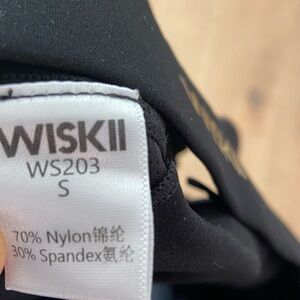 WISKII
WS203
S
70% Nylon锦纶
30% Spandex氨纶